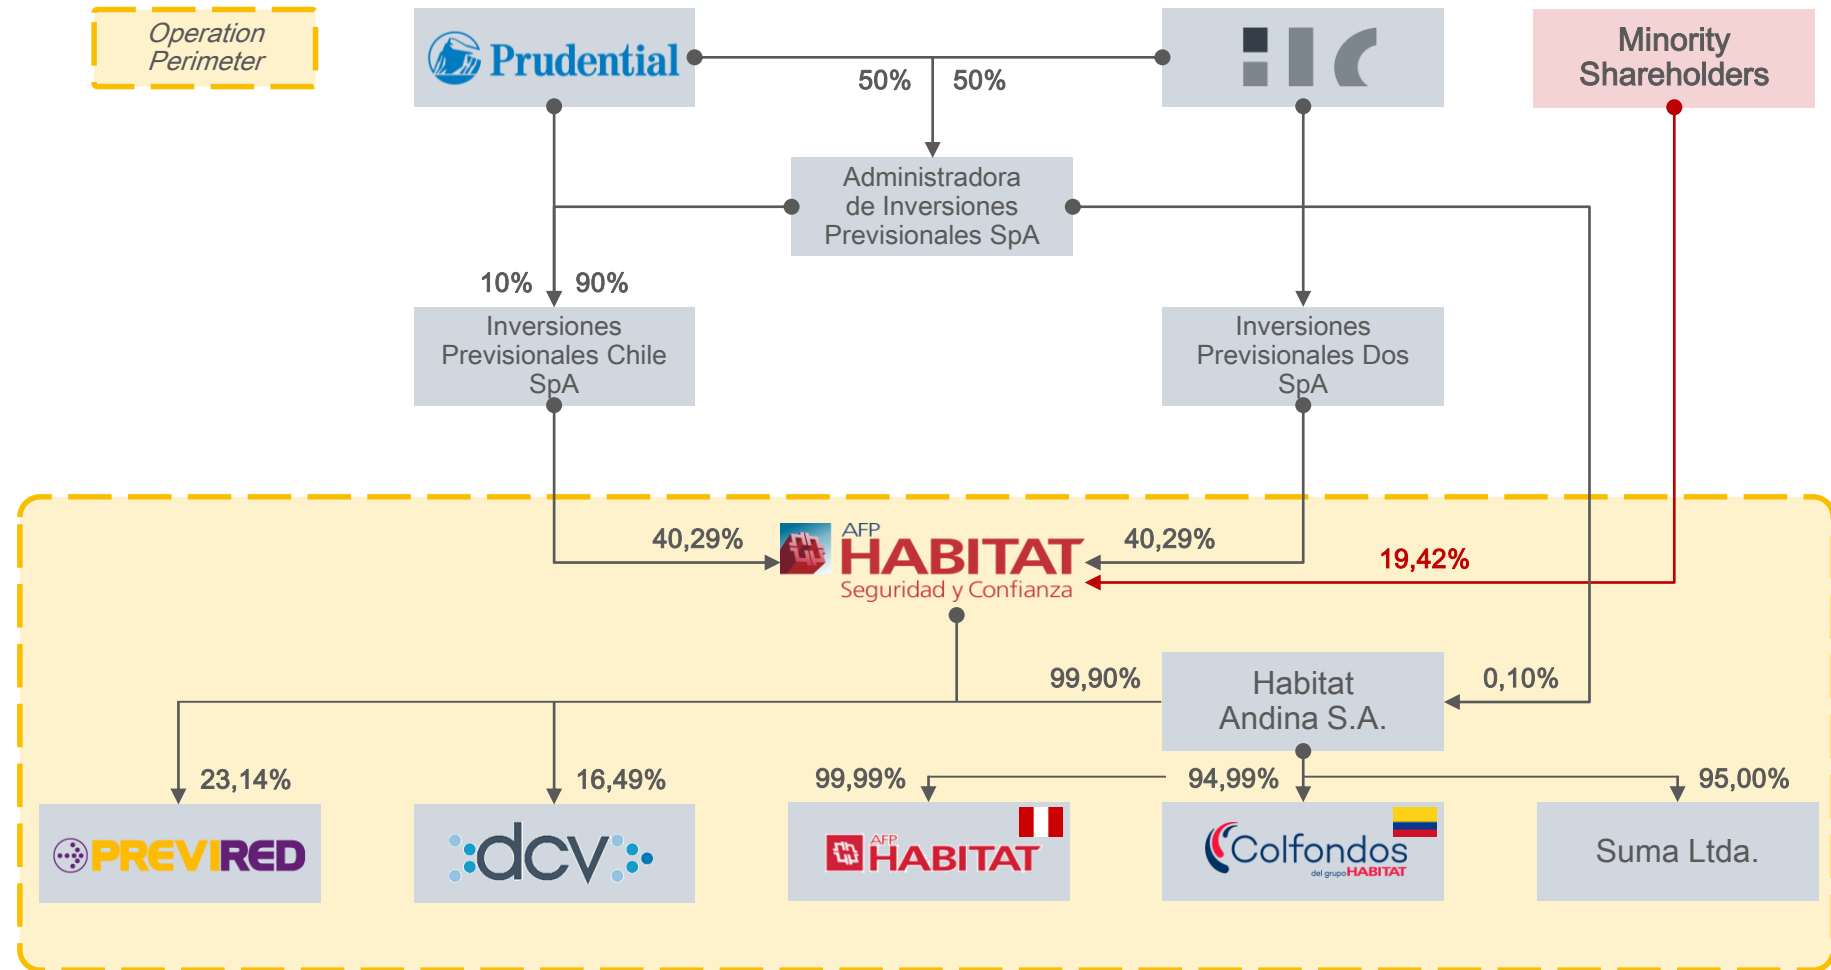 Operation
Perimeter
Prudential
Minority
Shareholders
50%
50%
Administradora
de Inversiones
Previsionales SpA
10%
90%
Inversiones
Previsionales Chile
SpA
Inversiones
Previsionales Dos
SpA
AFP
HABITAT
Seguridad y Confianza
40,29%
40,29%
19,42%
99,90%
Habitat
Andina S.A.
0,10%
23,14%
16,49%
99,99%
94,99%
95,00%
PREVIRED
dcv
AFP
HABITAT
Colfondos
del grupo HABITAT
Suma Ltda.